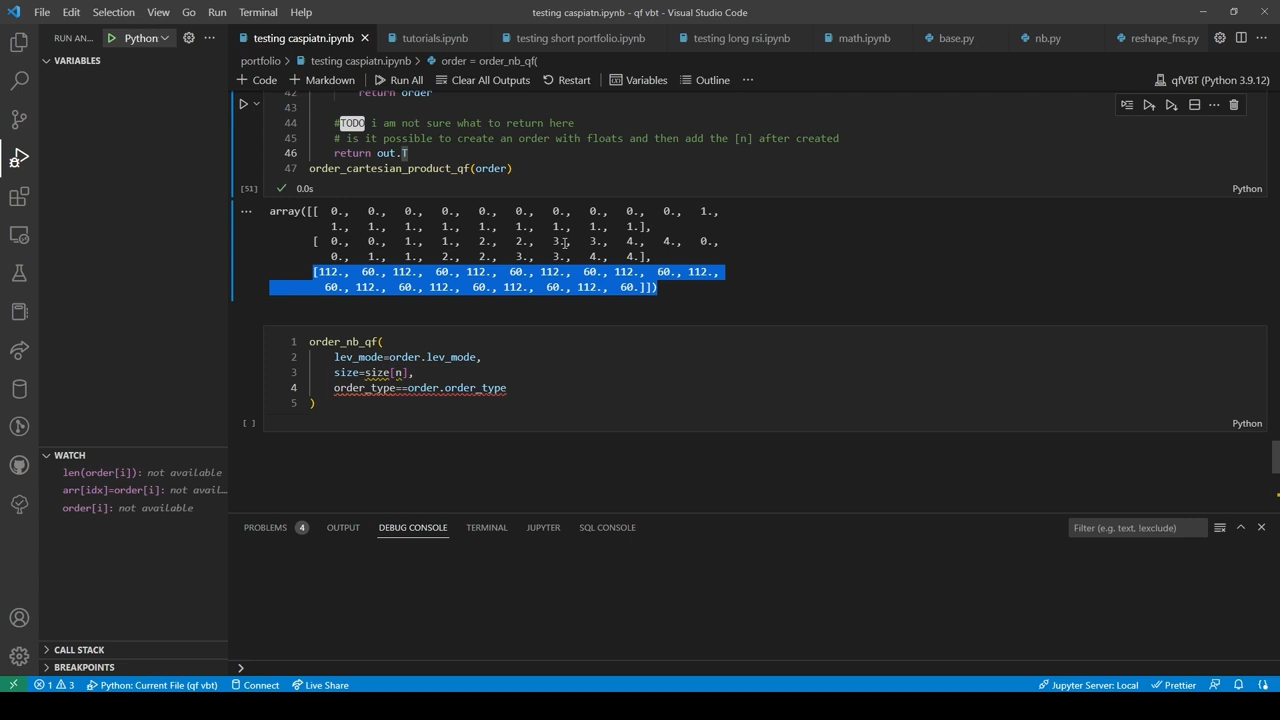 File Edit Selection View Go Run Terminal Help
testing caspiatn.ipynb - qf vbt - Visual Studio Code
RUN AN... Python
testing caspiatn.ipynb tutorials.ipynb testing short portfolio.ipynb testing long rsi.ipynb math.ipynb base.py nb.py reshape_fns.py
VARIABLES
portfolio > testing caspiatn.ipynb > order = order_nb_qf(
+ Code + Markdown Run All Clear All Outputs Restart Variables Outline ... qfVBT (Python 3.9.12)
42 return order
43
44 #TODO i am not sure what to return here
45 # is it possible to create an order with floats and then add the [n] after created
46 return out.T
47 order_cartesian_product_qf(order)
[51] 0.0s Python
... array([[ 0., 0., 0., 0., 0., 0., 0., 0., 0., 0., 1.,
1., 1., 1., 1., 1., 1., 1., 1., 1.],
[ 0., 0., 1., 1., 2., 2., 3., 3., 4., 4., 0.,
0., 1., 1., 2., 2., 3., 3., 4., 4.],
[112., 60., 112., 60., 112., 60., 112., 60., 112., 60., 112.,
60., 112., 60., 112., 60., 112., 60., 112., 60.]])
1 order_nb_qf(
2 lev_mode=order.lev_mode,
3 size=size[n],
4 order_type==order.order_type
5 )
[ ] Python
WATCH
len(order[i]): not available
arr[idx]=order[i]: not avail...
order[i]: not available
PROBLEMS 4 OUTPUT DEBUG CONSOLE TERMINAL JUPYTER SQL CONSOLE
Filter (e.g. text, !exclude)
CALL STACK
BREAKPOINTS
>
1 3 Python: Current File (qf vbt) Connect Live Share Jupyter Server: Local Prettier